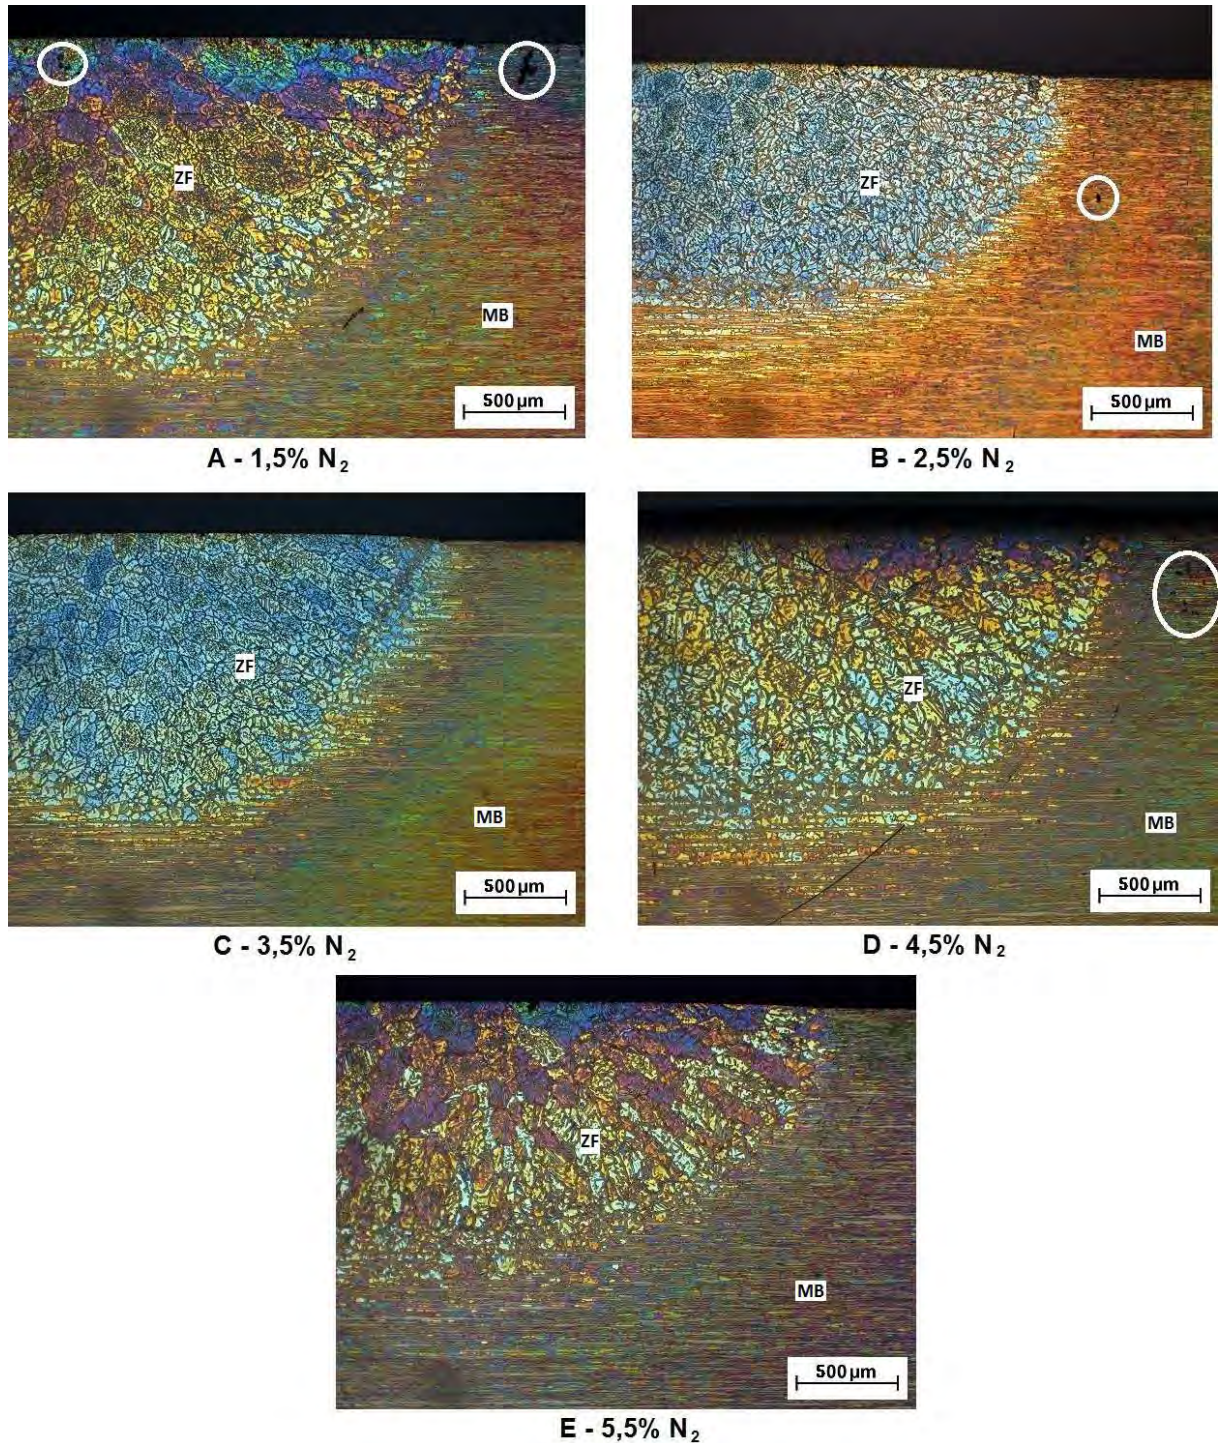 ZF
MB
500 µm
A - 1,5% N₂
ZF
MB
500 µm
B - 2,5% N₂
ZF
MB
500 µm
C - 3,5% N₂
ZF
MB
500 µm
D - 4,5% N₂
ZF
MB
500 µm
E - 5,5% N₂